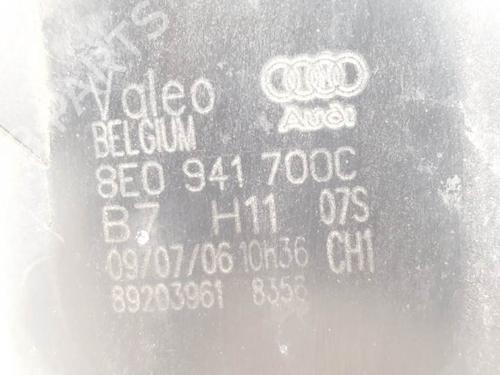 Valeo
BELGIUM
Audi
8E0 941 700C
B7 H11 07S
09/07/06 10H36 CH1
89203961 8356